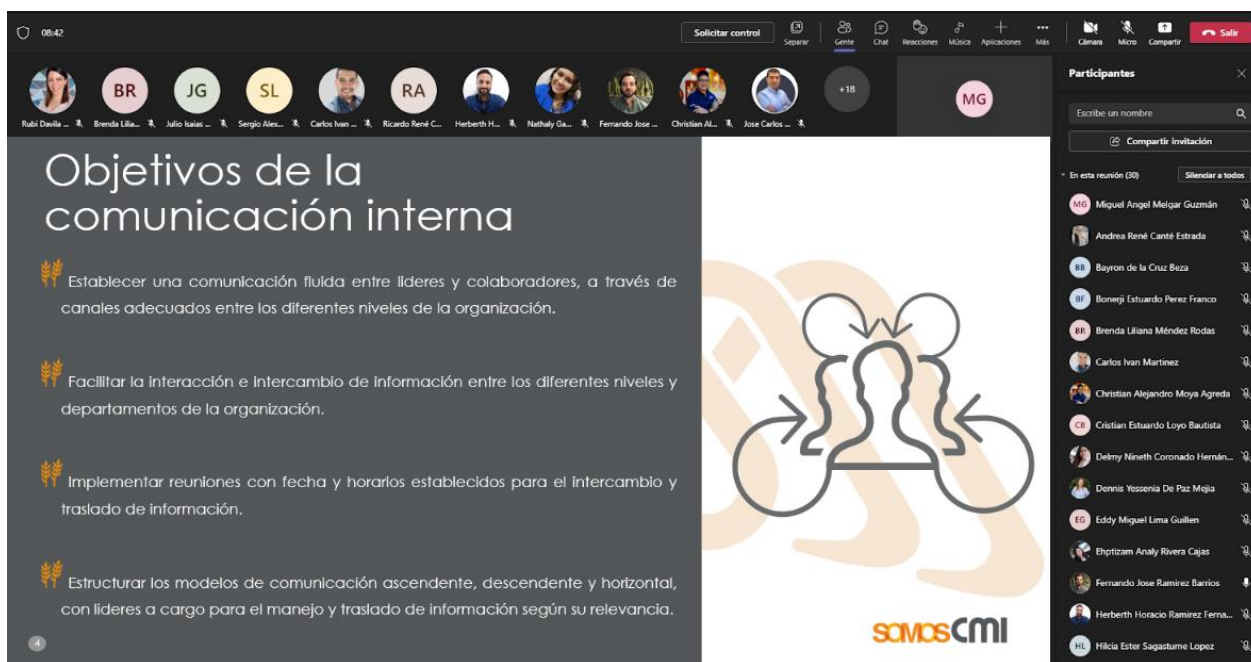 08:42
Solicitar control
Separar
Gente
Chat
Reacciones
Música
Aplicaciones
Más
Cámara
Micro
Compartir
Salir
BR
JG
SL
RA
+18
MG
Rubi Davila ...
Brenda Lilia...
Julio Isaias ...
Sergio Alex...
Carlos Ivan ...
Ricardo René C...
Herberth H...
Nathaly Ga...
Fernando Jose ...
Christian Al...
Jose Carlos ...
Objetivos de la
comunicación interna
Establecer una comunicación fluida entre lideres y colaboradores, a través de
canales adecuados entre los diferentes niveles de la organización.
Facilitar la interacción e intercambio de información entre los diferentes niveles y
departamentos de la organización.
Implementar reuniones con fecha y horarios establecidos para el intercambio y
traslado de información.
Estructurar los modelos de comunicación ascendente, descendente y horizontal,
con lideres a cargo para el manejo y traslado de información según su relevancia.
4
SOMOSCMI
Participantes
Escribe un nombre
Compartir invitación
En esta reunión (30)
Silenciar a todos
MG Miguel Angel Melgar Guzmán
Andrea René Canté Estrada
BB Bayron de la Cruz Beza
BF Bonerji Estuardo Perez Franco
BR Brenda Liliana Méndez Rodas
Carlos Ivan Martinez
Christian Alejandro Moya Agreda
CB Cristian Estuardo Loyo Bautista
Delmy Nineth Coronado Hernán...
Dennis Yessenia De Paz Mejia
EG Eddy Miguel Lima Guillen
Ehptizam Analy Rivera Cajas
Fernando Jose Ramirez Barrios
Herberth Horacio Ramirez Ferna...
HL Hilcia Ester Sagastume Lopez